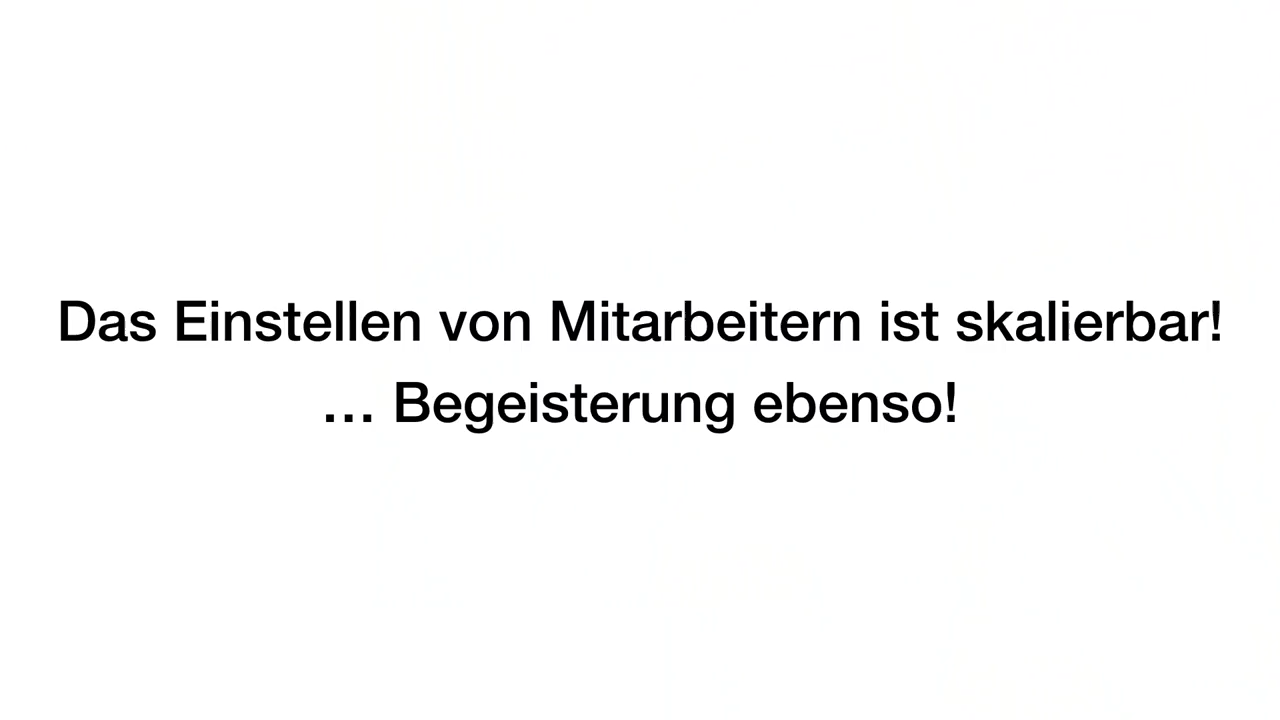 Das Einstellen von Mitarbeitern ist skalierbar!
… Begeisterung ebenso!